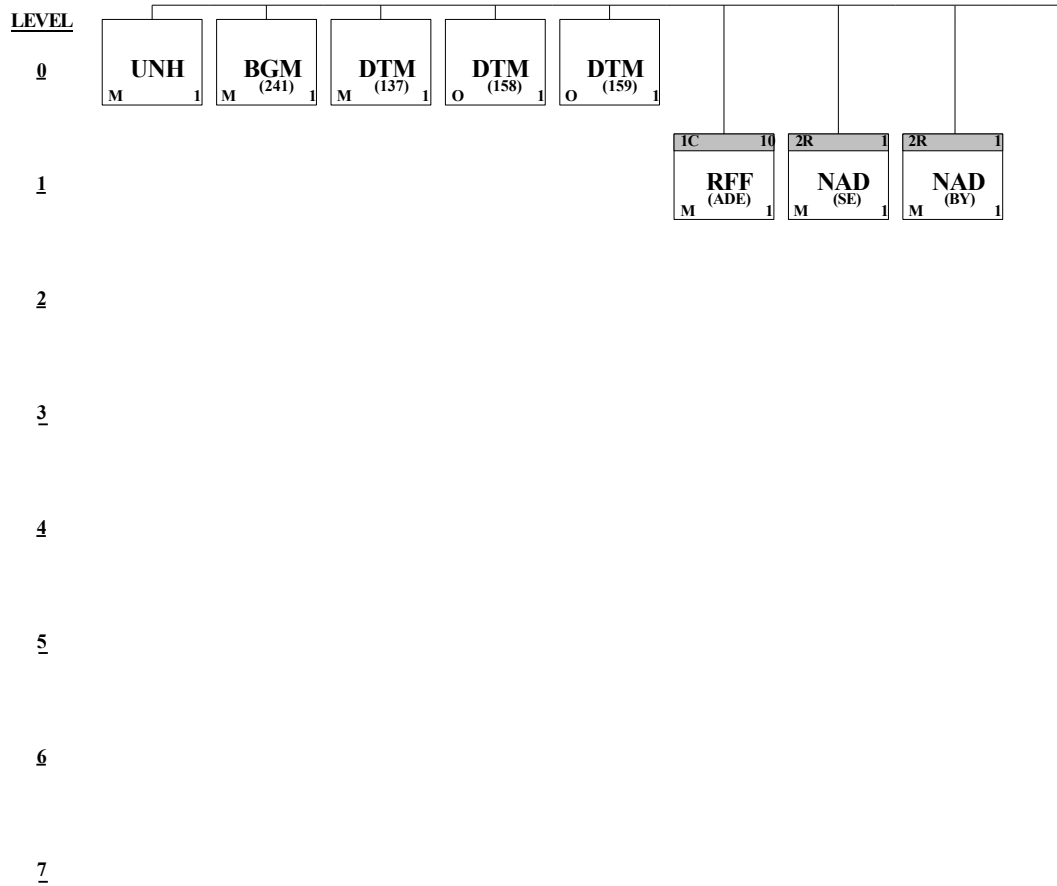 LEVEL
0 UNH BGM DTM DTM DTM
(241) (137) (158) (159)
M 1 M 1 M 1 O 1 O 1
1C 10 2R 1 2R 1
1 RFF NAD NAD
(ADE) (SE) (BY)
M 1 M 1 M 1
2
3
4
5
6
7